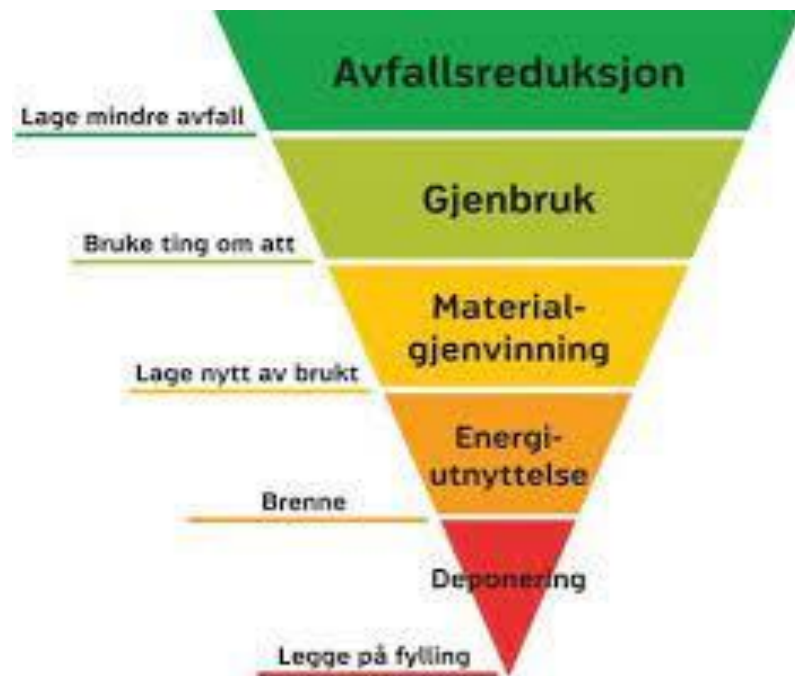 Avfallsreduksjon
Lage mindre avfall
Gjenbruk
Bruke ting om att
Material-
gjenvinning
Lage nytt av brukt
Energi-
utnyttelse
Brenne
Deponering
Legge på fylling